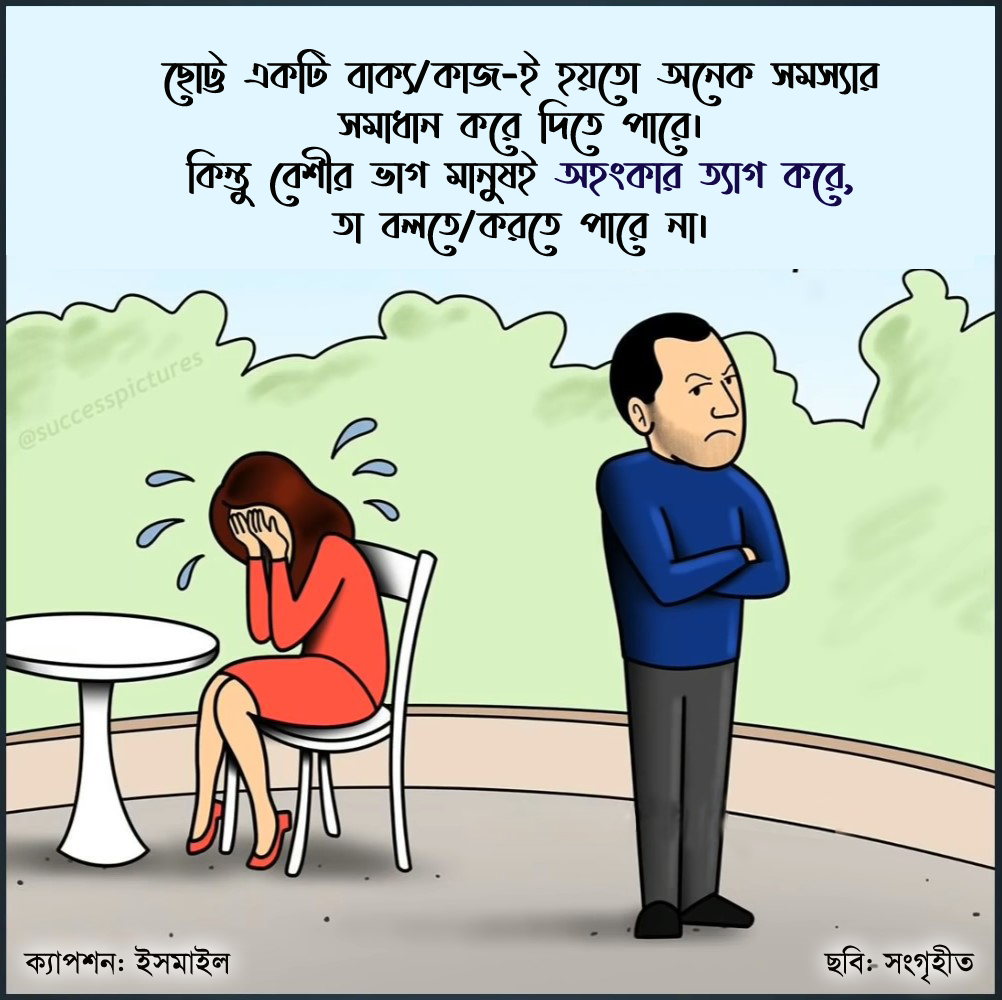 ছোট্ট একটি বাক্য/কাজ-ই হয়তো অনেক সমস্যার
সমাধান করে দিতে পারে।
কিন্তু বেশীর ভাগ মানুষই অহংকার ত্যাগ করে,
তা বলতে/করতে পারে না।
@successpictures
ক্যাপশন: ইসমাইল
ছবি: সংগৃহীত